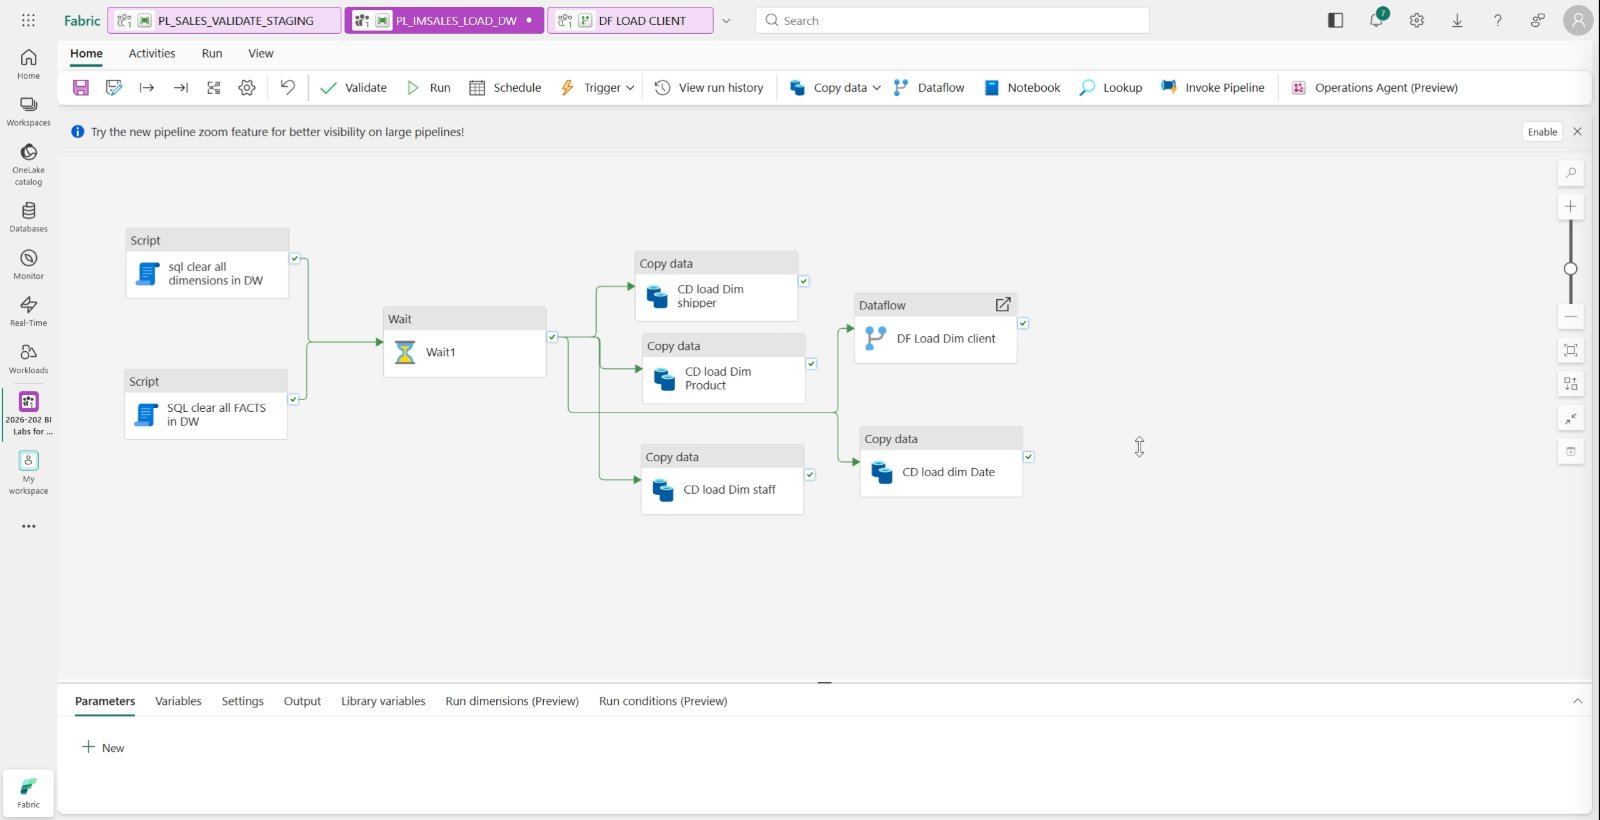 Fabric
PL_SALES_VALIDATE_STAGING
PL_IMSALES_LOAD_DW
DF LOAD CLIENT
Search
7
Home
Activities
Run
View
Validate
Run
Schedule
Trigger
View run history
Copy data
Dataflow
Notebook
Lookup
Invoke Pipeline
Operations Agent (Preview)
Try the new pipeline zoom feature for better visibility on large pipelines!
Enable
Home
Workspaces
OneLake
catalog
Databases
Monitor
Real-Time
Workloads
2026-202 BI
Labs for ...
My
workspace
Fabric
Script
sql clear all
dimensions in DW
Script
SQL clear all FACTS
in DW
Wait
Wait1
Copy data
CD load Dim
shipper
Copy data
CD load Dim
Product
Copy data
CD load Dim staff
Dataflow
DF Load Dim client
Copy data
CD load dim Date
Parameters
Variables
Settings
Output
Library variables
Run dimensions (Preview)
Run conditions (Preview)
New